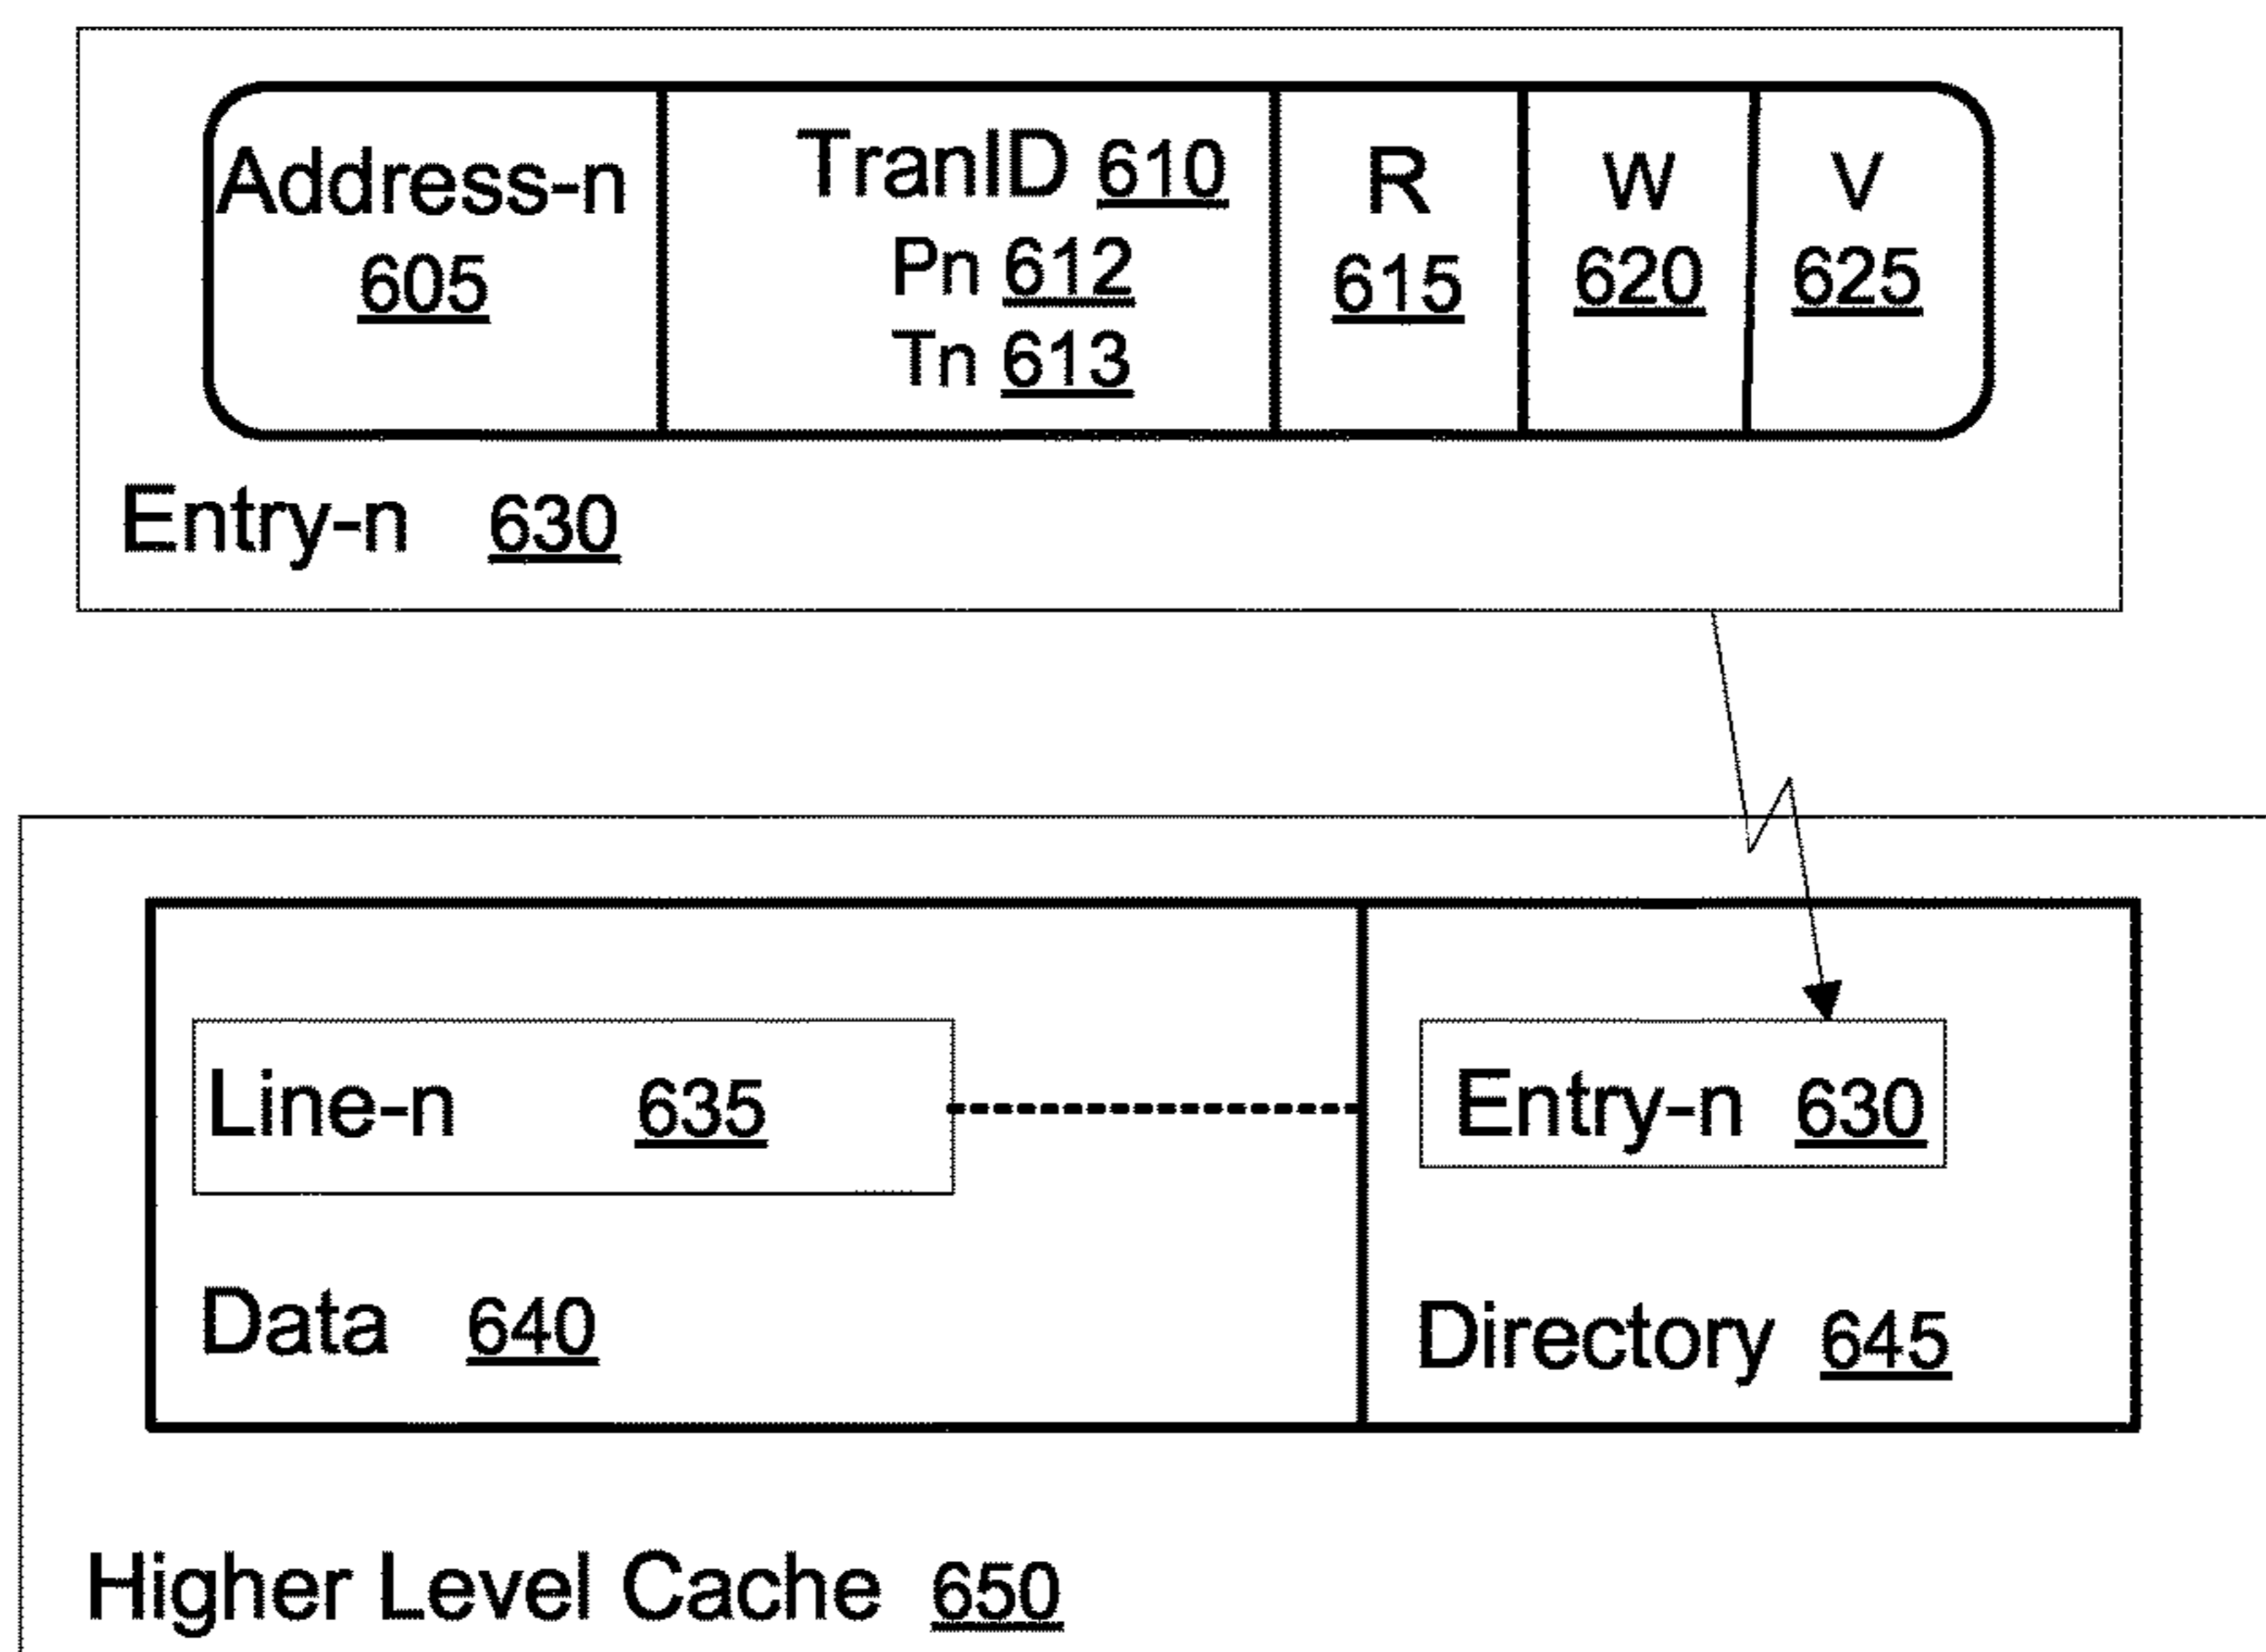 Address-n
605
TranID 610
Pn 612
Tn 613
R
615
W
620
V
625
Entry-n 630
Line-n 635
Entry-n 630
Data 640
Directory 645
Higher Level Cache 650